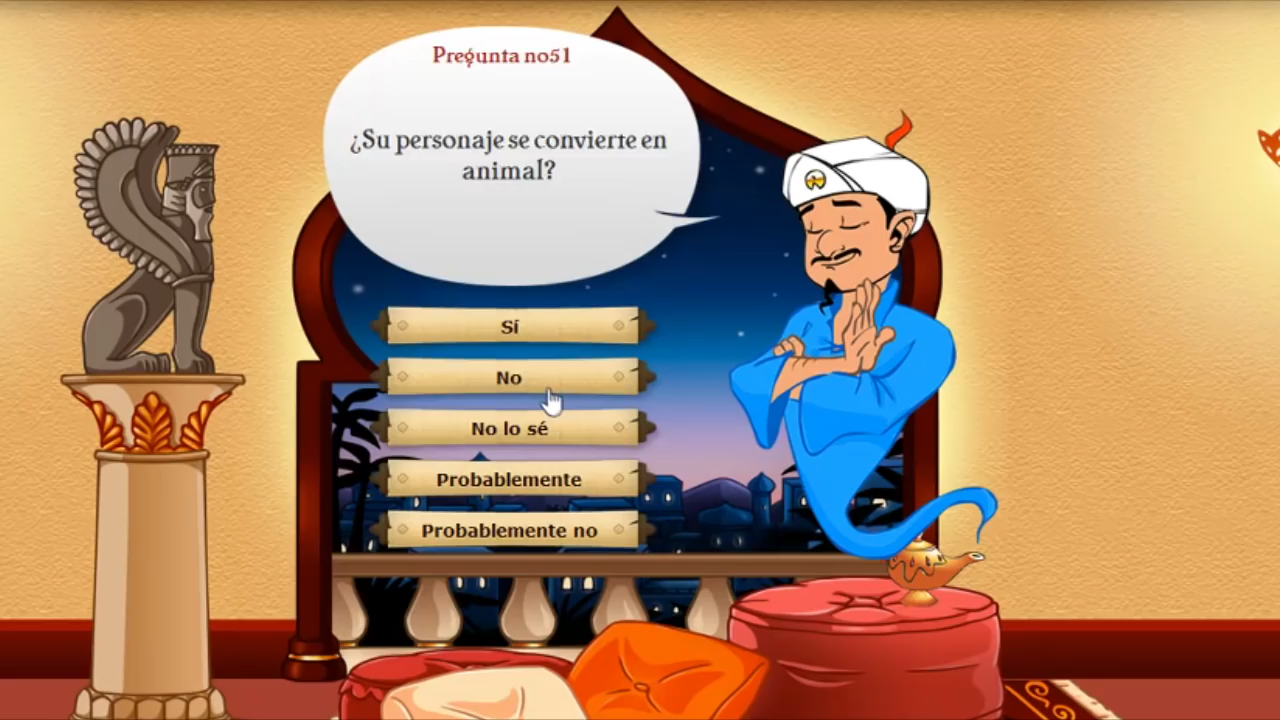 Pregunta no51
¿Su personaje se convierte en
animal?
Sí
No
No lo sé
Probablemente
Probablemente no